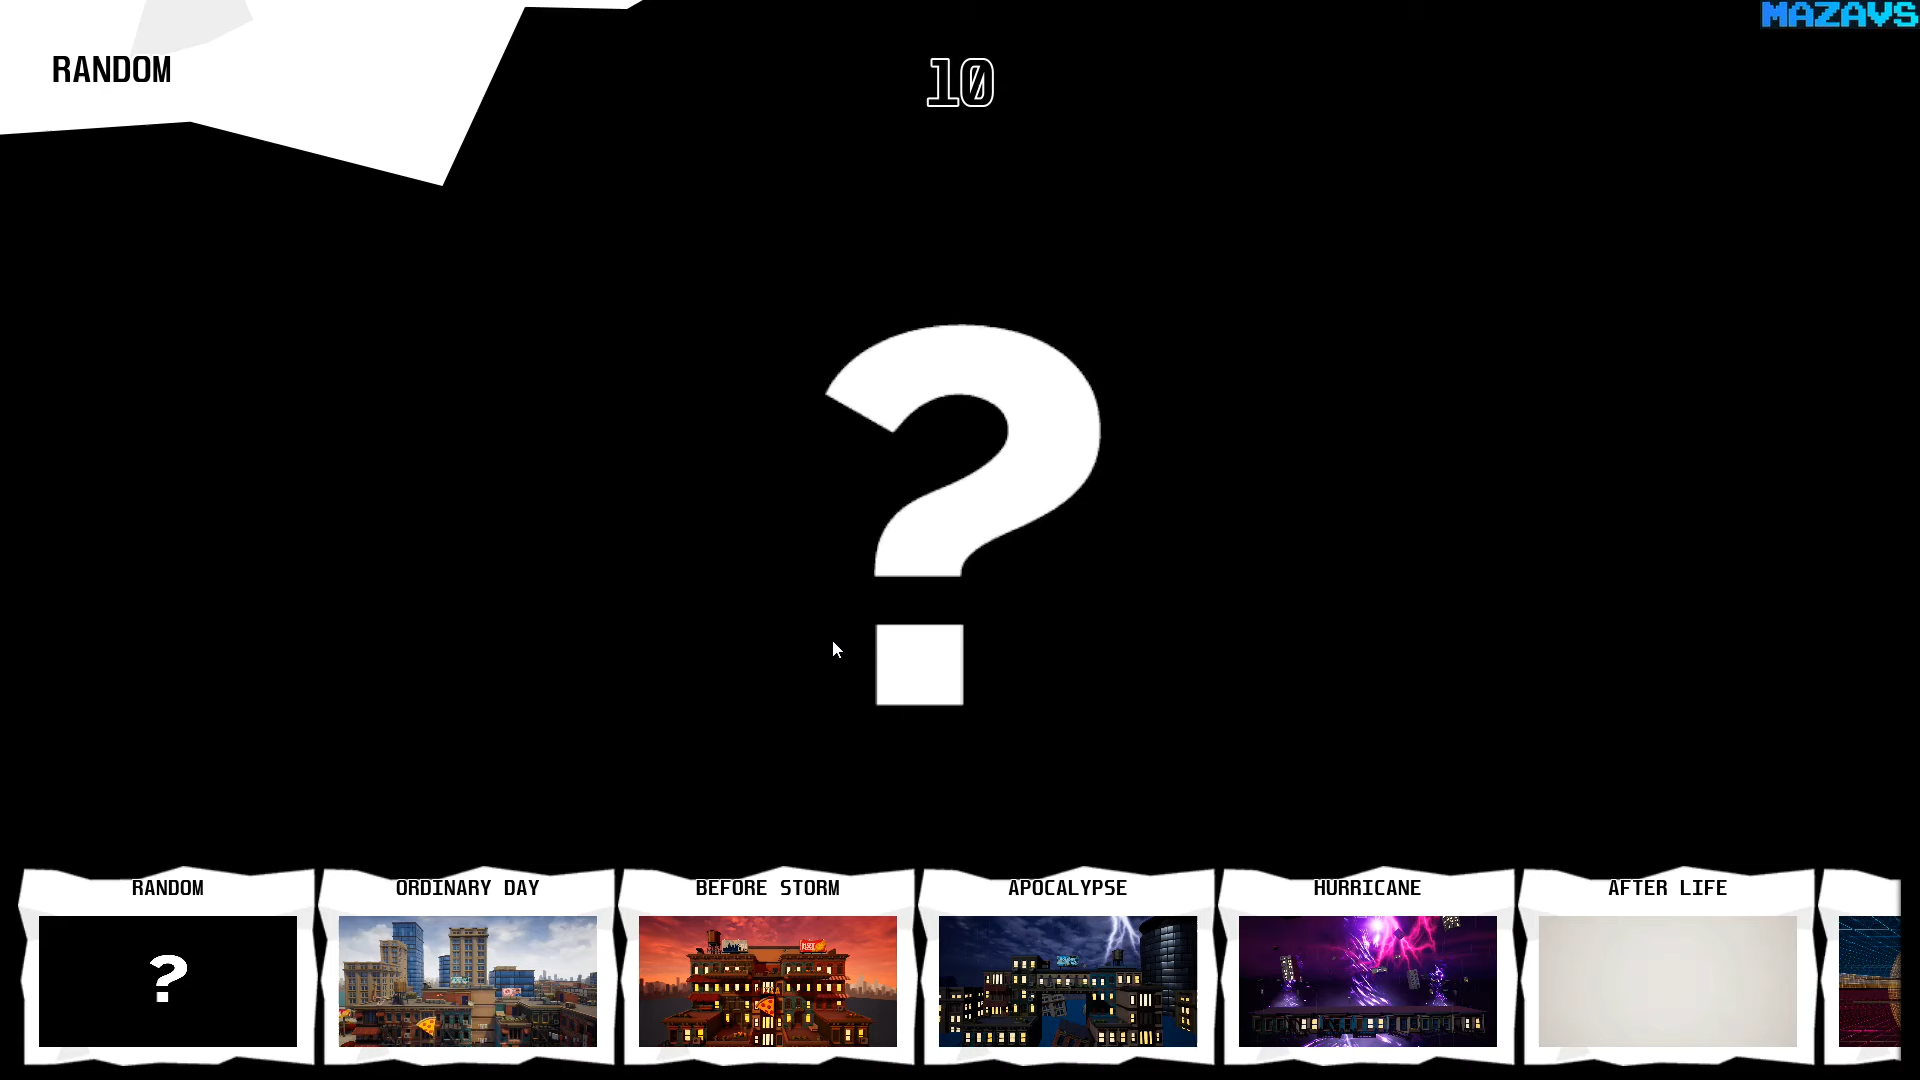 MAZAVS
RANDOM
10
?
RANDOM
ORDINARY DAY
BEFORE STORM
APOCALYPSE
HURRICANE
AFTER LIFE
?